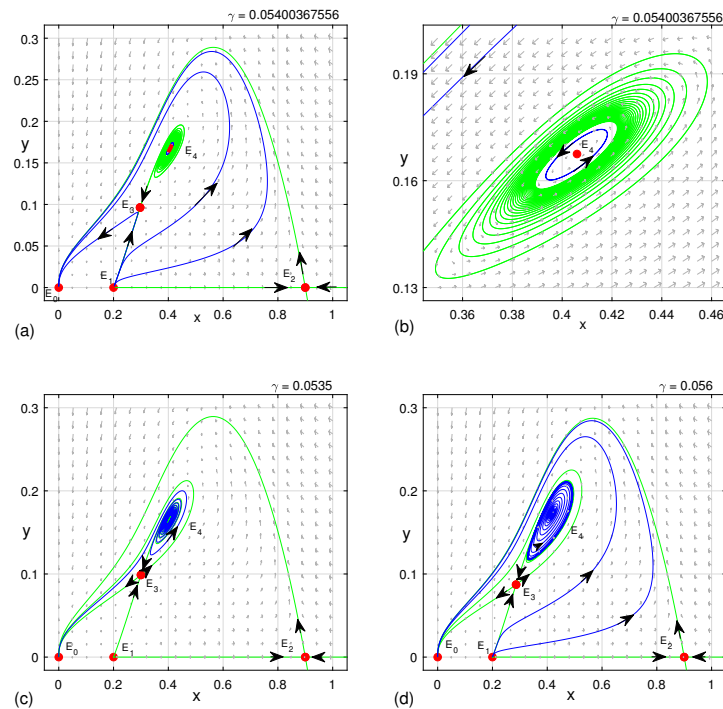 γ = 0.05400367556
0.3
0.25
0.2
y
0.15
0.1
0.05
0
E4
E3
E1
E2
E0
0 0.2 0.4 0.6 0.8 1
x
(a)
γ = 0.05400367556
0.19
y
0.16
0.13
E4
0.36 0.38 0.4 0.42 0.44 0.46
x
(b)
γ = 0.0535
0.3
0.2
y
0.1
0
E4
E3
E0
E1
E2
0 0.2 0.4 0.6 0.8 1
x
(c)
γ = 0.056
0.3
0.2
y
0.1
0
E4
E3
E0
E1
E2
0 0.2 0.4 0.6 0.8 1
x
(d)